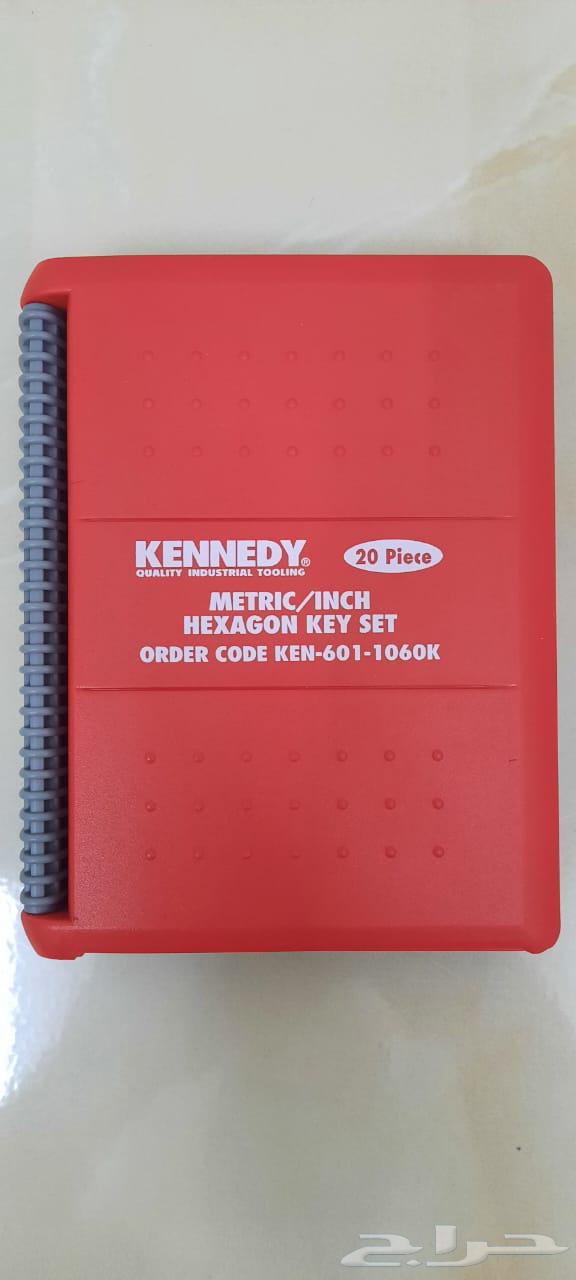 KENNEDY®
QUALITY INDUSTRIAL TOOLING
20 Piece
METRIC/INCH
HEXAGON KEY SET
ORDER CODE KEN-601-1060K
حراج